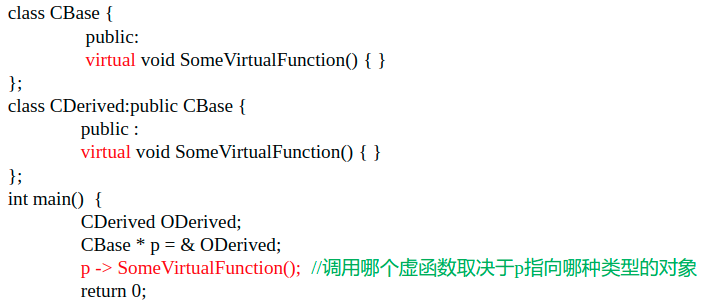 class CBase {
public:
virtual void SomeVirtualFunction() { }
};
class CDerived:public CBase {
public :
virtual void SomeVirtualFunction() { }
};
int main() {
CDerived ODerived;
CBase * p = & ODerived;
p -> SomeVirtualFunction(); //调用哪个虚函数取决于p指向哪种类型的对象
return 0;